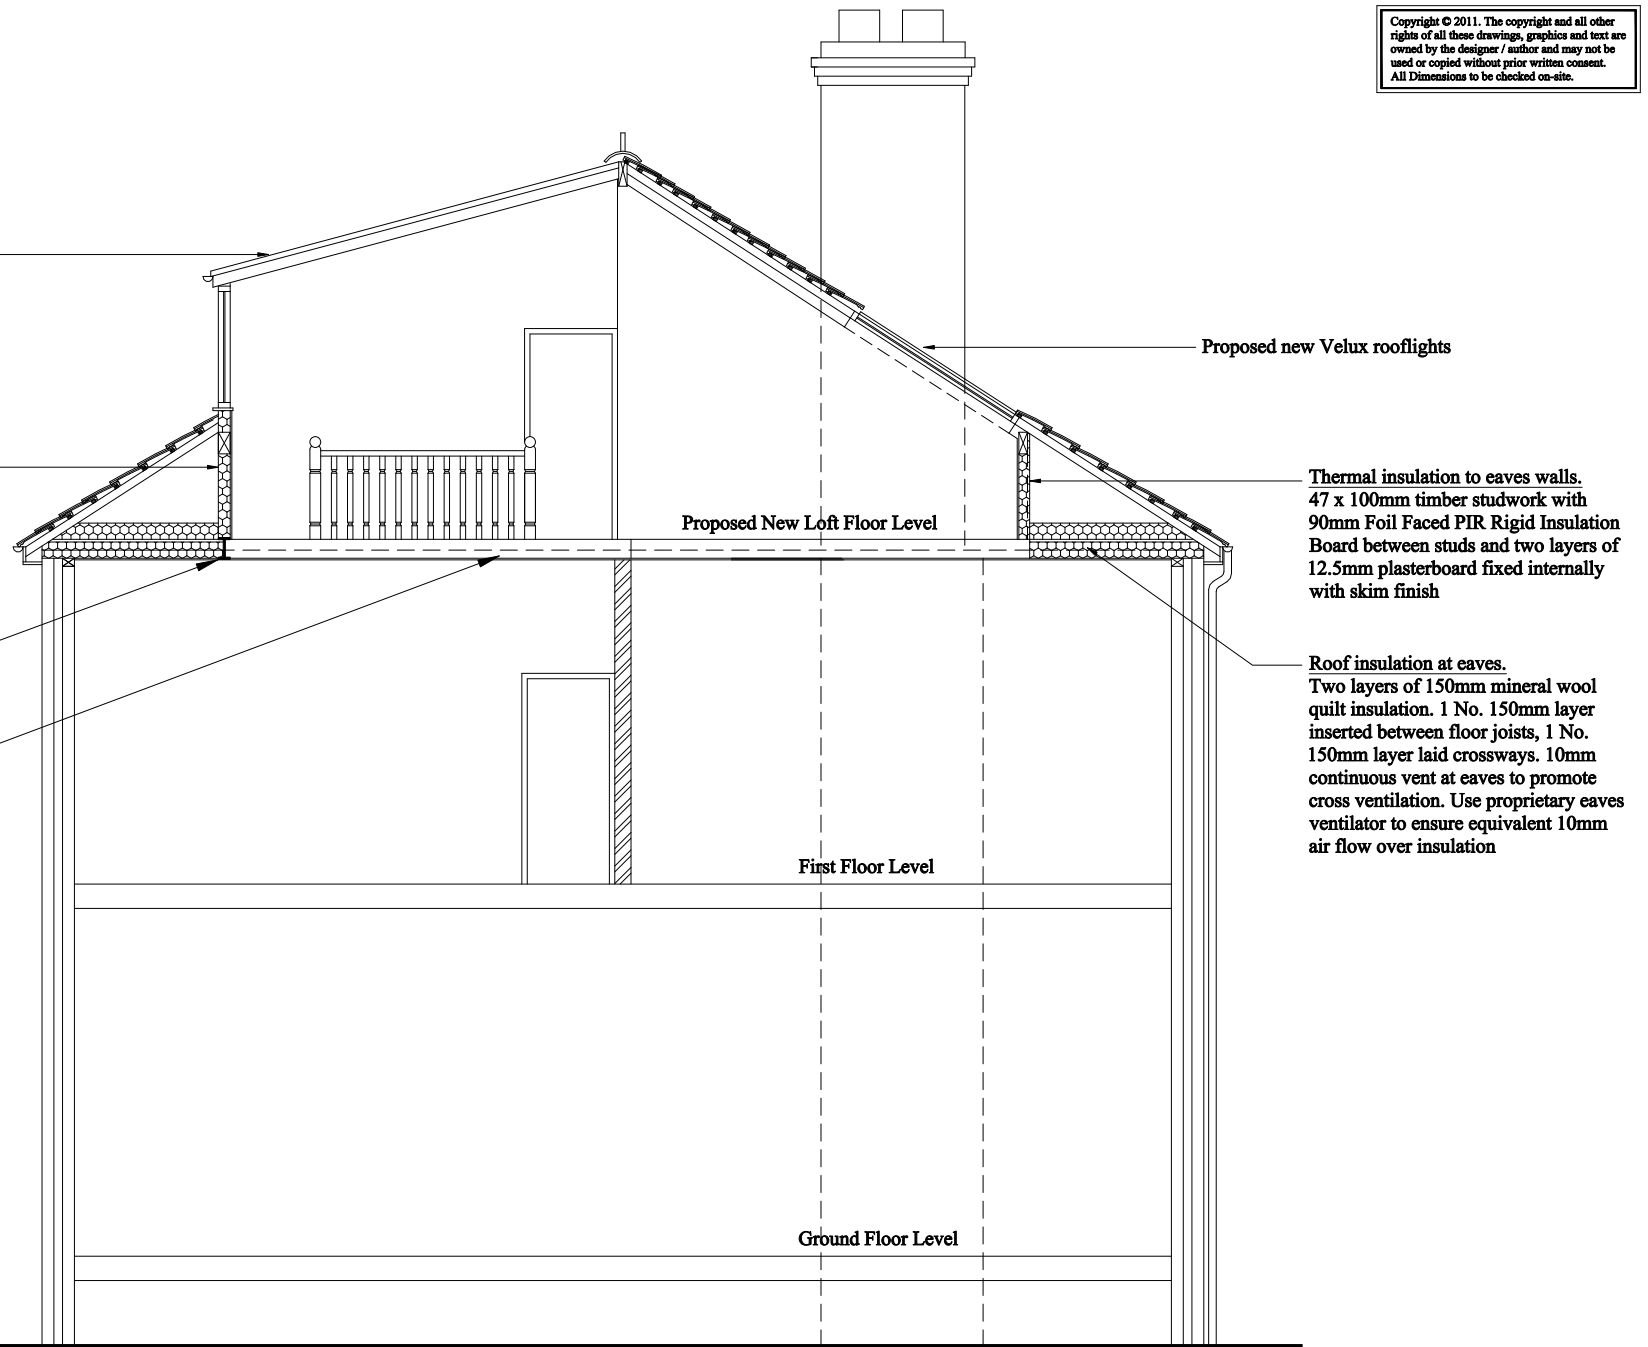 Copyright © 2011. The copyright and all other
rights of all these drawings, graphics and text are
owned by the designer / author and may not be
used or copied without prior written consent.
All Dimensions to be checked on-site.
Proposed new Velux rooflights
Thermal insulation to eaves walls.
47 x 100mm timber studwork with
90mm Foil Faced PIR Rigid Insulation
Board between studs and two layers of
12.5mm plasterboard fixed internally
with skim finish
Proposed New Loft Floor Level
Roof insulation at eaves.
Two layers of 150mm mineral wool
quilt insulation. 1 No. 150mm layer
inserted between floor joists, 1 No.
150mm layer laid crossways. 10mm
continuous vent at eaves to promote
cross ventilation. Use proprietary eaves
ventilator to ensure equivalent 10mm
air flow over insulation
First Floor Level
Ground Floor Level